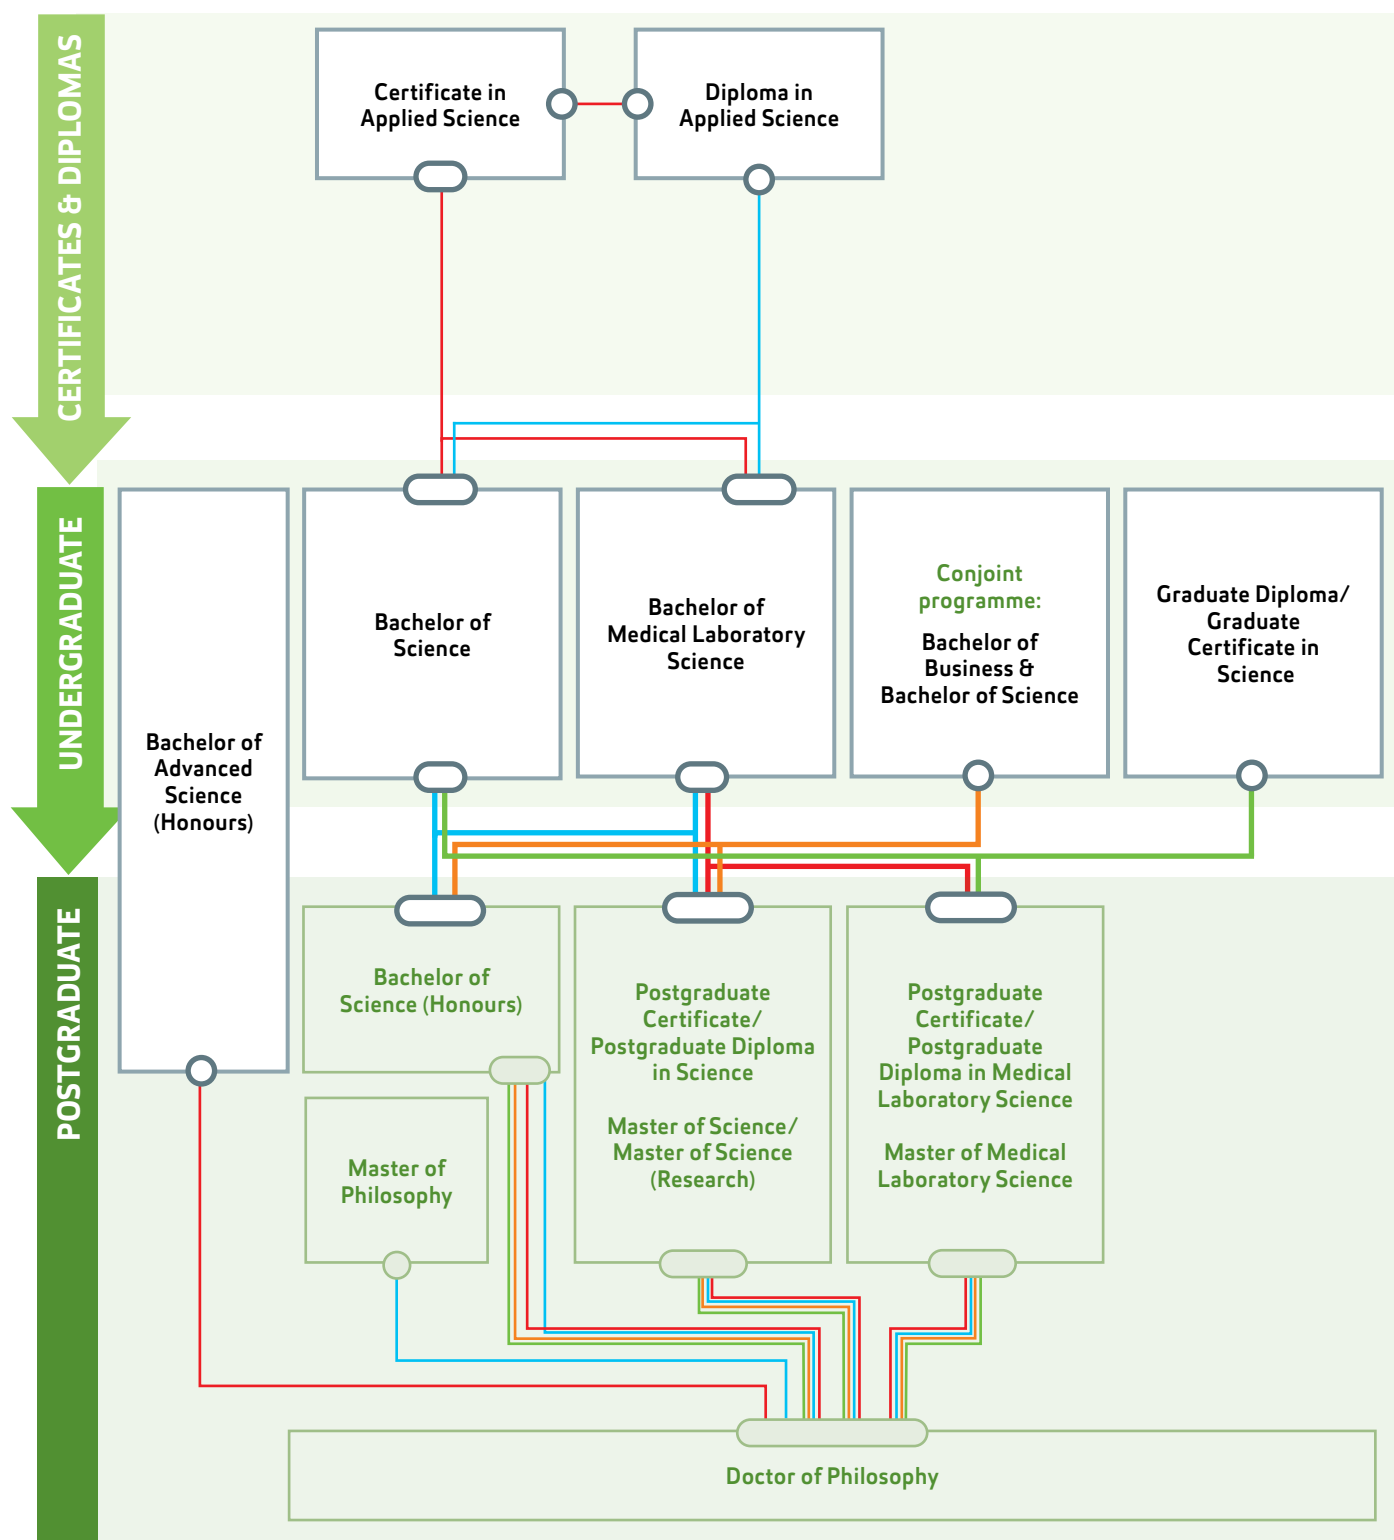 CERTIFICATES & DIPLOMAS
Certificate in
Applied Science
Diploma in
Applied Science
UNDERGRADUATE
Bachelor of
Advanced
Science
(Honours)
Bachelor of
Science
Bachelor of
Medical Laboratory
Science
Conjoint
programme:
Bachelor of
Business &
Bachelor of Science
Graduate Diploma/
Graduate
Certificate in
Science
POSTGRADUATE
Bachelor of
Science (Honours)
Master of
Philosophy
Postgraduate
Certificate/
Postgraduate Diploma
in Science
Master of Science/
Master of Science
(Research)
Postgraduate
Certificate/
Postgraduate
Diploma in Medical
Laboratory Science
Master of Medical
Laboratory Science
Doctor of Philosophy